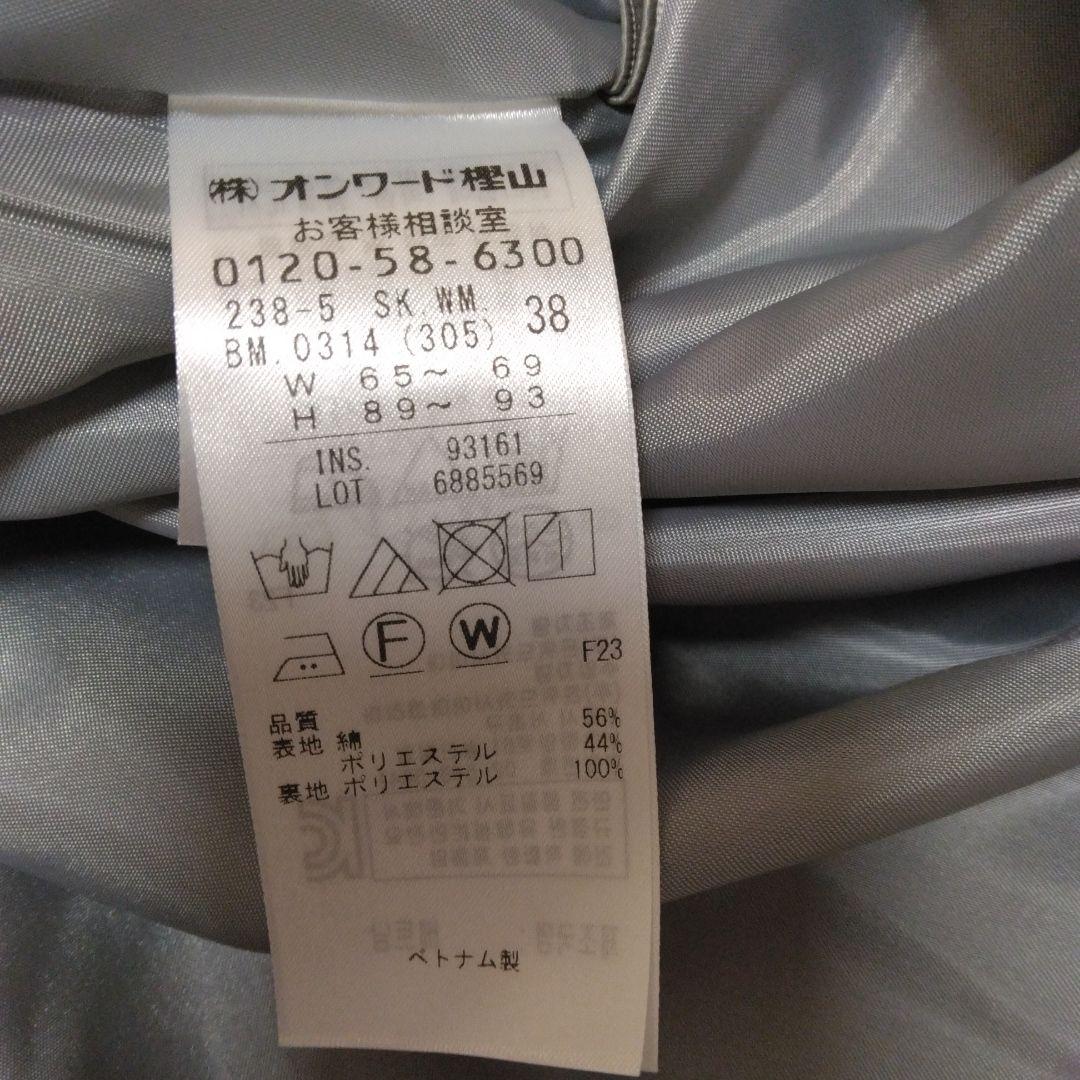 ㈱オンワード樫山
お客様相談室
0120-58-6300
238-5 SK.WM.
BM.0314 (305) 38
W 65～ 69
H 89～ 93
INS. 93161
LOT 6885569
F W F23
品質
表地 綿 56%
ポリエステル 44%
裏地 ポリエステル 100%
ベトナム製